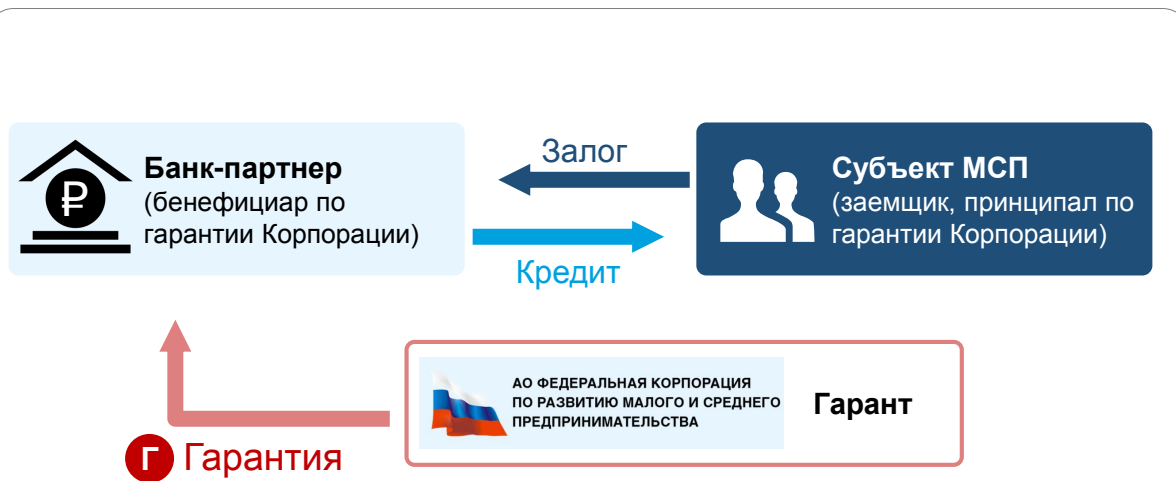 Банк-партнер
(бенефициар по
гарантии Корпорации)
Залог
Кредит
Субъект МСП
(заемщик, принципал по
гарантии Корпорации)
АО ФЕДЕРАЛЬНАЯ КОРПОРАЦИЯ
ПО РАЗВИТИЮ МАЛОГО И СРЕДНЕГО
ПРЕДПРИНИМАТЕЛЬСТВА
Гарант
Г Гарантия